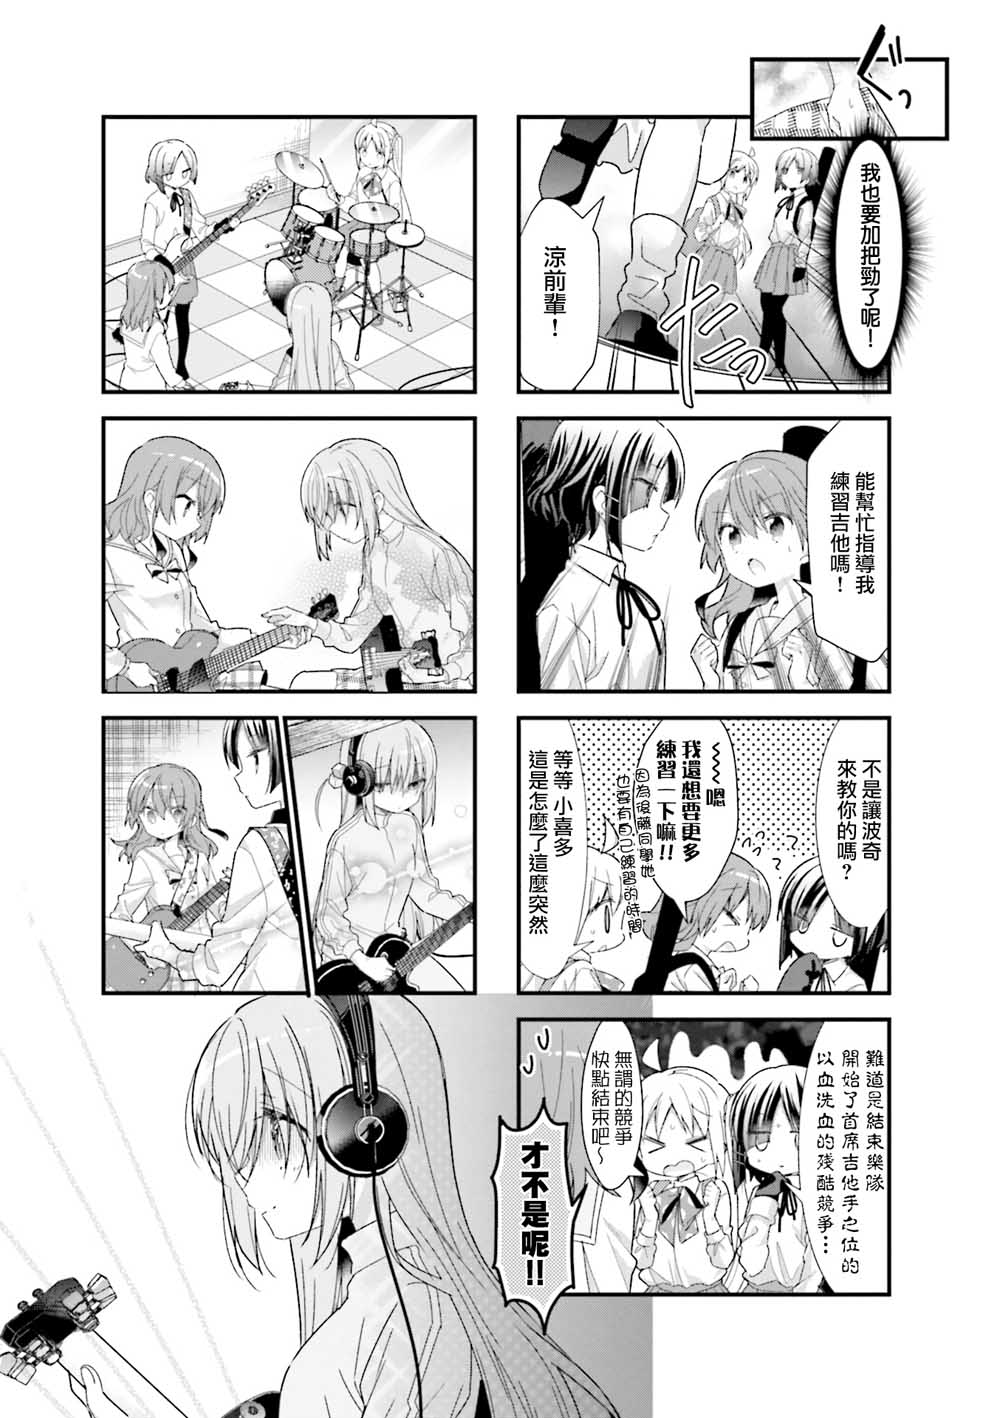 ぐっ
我也要加把勁了呢！
涼前輩！
能幫忙指導我
練習吉他嗎！
不是讓波奇
來教你的嗎？
～～嗯
我還想要更多
練習一下嘛!!
因為後藤同學她
也要有自己練習的時間
等等 小喜多
這是怎麼了這麼突然
難道是結束樂隊
開始了首席吉他手之位的
以血洗血的殘酷競爭…
無謂的競爭
快點結束吧～
才不是呢!!